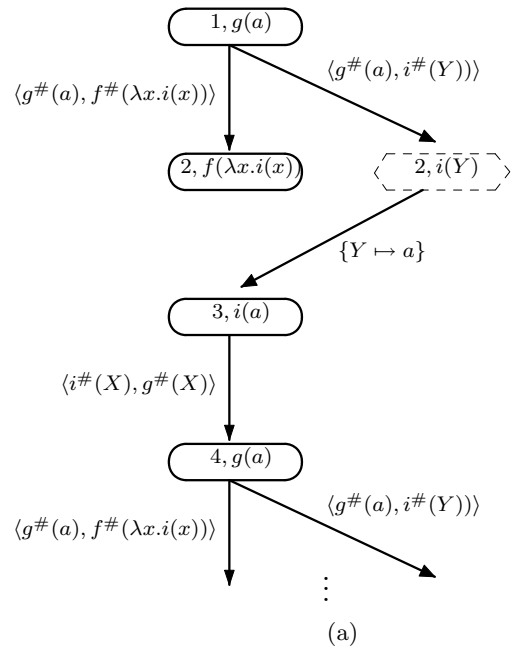 1, g(a)
⟨g#(a), i#(Y))⟩
⟨g#(a), f#(λx.i(x))⟩
2, f(λx.i(x))
2, i(Y)
{Y ↦ a}
3, i(a)
⟨i#(X), g#(X)⟩
4, g(a)
⟨g#(a), i#(Y))⟩
⟨g#(a), f#(λx.i(x))⟩
⋮
(a)